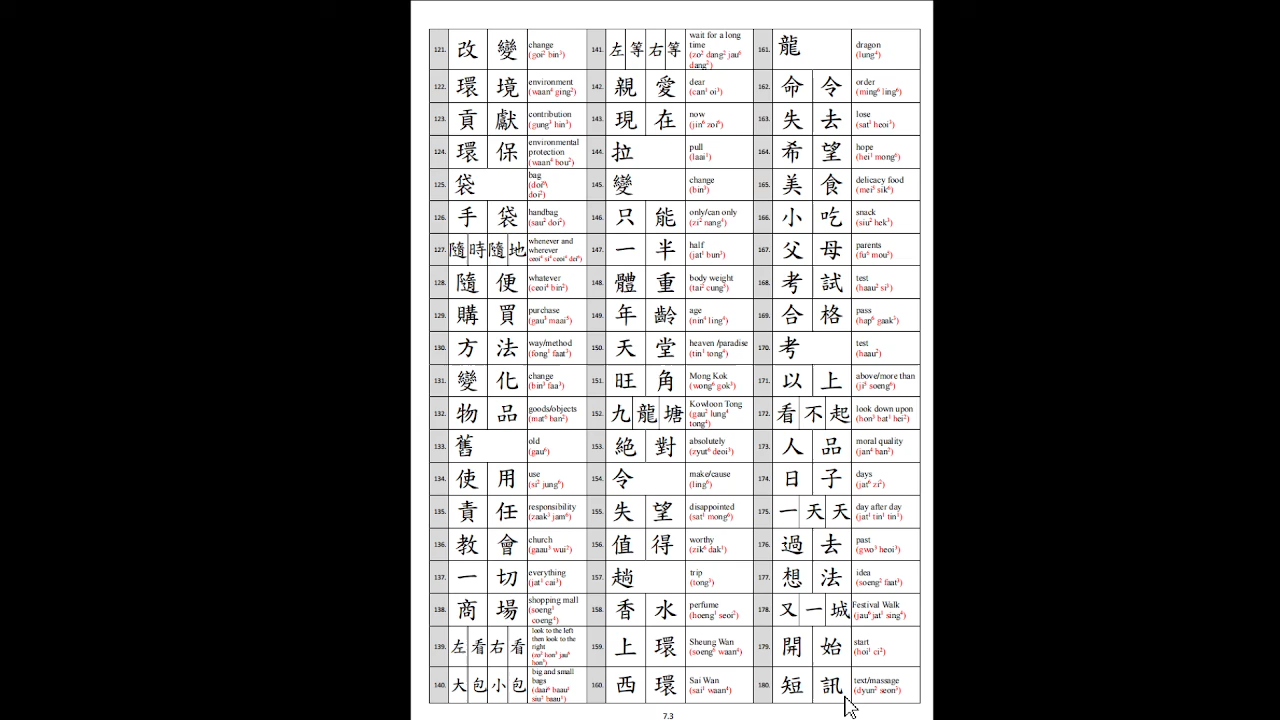 121. 改 變 change
(goi² bin³)
122. 環 境 environment
(waan⁴ ging²)
123. 貢 獻 contribution
(gung³ hin³)
124. 環 保 environmental
protection
(waan⁴ bou²)
125. 袋 bag
(doi⁶\
doi²)
126. 手 袋 handbag
(sau² doi²)
127. 隨 時 隨 地 whenever and
wherever
(ceoi⁴ si⁴ ceoi⁴ dei⁶)
128. 隨 便 whatever
(ceoi⁴ bin²)
129. 購 買 purchase
(gau³ maai⁵)
130. 方 法 way/method
(fong¹ faat³)
131. 變 化 change
(bin³ faa³)
132. 物 品 goods/objects
(mat⁶ ban²)
133. 舊 old
(gau⁶)
134. 使 用 use
(si² jung⁶)
135. 責 任 responsibility
(zaak³ jam⁶)
136. 教 會 church
(gaau³ wui²)
137. 一 切 everything
(jat¹ cai³)
138. 商 場 shopping mall
(soeng¹
coeng⁴)
139. 左 看 右 看 look to the left
then look to the
right
(zo² hon³ jau⁶
hon³)
140. 大 包 小 包 big and small
bags
(daai⁶ baau¹
siu² baau¹)
141. 左 等 右 等 wait for a long
time
(zo² dang² jau⁶
dang²)
142. 親 愛 dear
(can¹ oi³)
143. 現 在 now
(jin⁶ zoi⁶)
144. 拉 pull
(laai¹)
145. 變 change
(bin³)
146. 只 能 only/can only
(zi² nang⁴)
147. 一 半 half
(jat¹ bun³)
148. 體 重 body weight
(tai² cung⁵)
149. 年 齡 age
(nin⁴ ling⁴)
150. 天 堂 heaven /paradise
(tin¹ tong⁴)
151. 旺 角 Mong Kok
(wong⁶ gok³)
152. 九 龍 塘 Kowloon Tong
(gau² lung⁴
tong⁴)
153. 絶 對 absolutely
(zyut⁶ deoi³)
154. 令 make/cause
(ling⁶)
155. 失 望 disappointed
(sat¹ mong⁶)
156. 值 得 worthy
(zik⁶ dak¹)
157. 趟 trip
(tong³)
158. 香 水 perfume
(hoeng¹ seoi²)
159. 上 環 Sheung Wan
(soeng⁶ waan⁴)
160. 西 環 Sai Wan
(sai¹ waan⁴)
161. 龍 dragon
(lung⁴)
162. 命 令 order
(ming⁶ ling⁶)
163. 失 去 lose
(sat¹ heoi³)
164. 希 望 hope
(hei¹ mong⁶)
165. 美 食 delicacy food
(mei⁵ sik⁶)
166. 小 吃 snack
(siu² hek³)
167. 父 母 parents
(fu⁶ mou⁵)
168. 考 試 test
(haau² si³)
169. 合 格 pass
(hap⁶ gaak³)
170. 考 test
(haau²)
171. 以 上 above/more than
(ji⁵ soeng⁶)
172. 看 不 起 look down upon
(hon³ bat¹ hei²)
173. 人 品 moral quality
(jan⁴ ban²)
174. 日 子 days
(jat⁶ zi²)
175. 一 天 天 day after day
(jat¹ tin¹ tin¹)
176. 過 去 past
(gwo³ heoi³)
177. 想 法 idea
(soeng² faat³)
178. 又 一 城 Festival Walk
(jau⁶ jat¹ sing⁴)
179. 開 始 start
(hoi¹ ci²)
180. 短 訊 text/massage
(dyun² seon³)
7.3